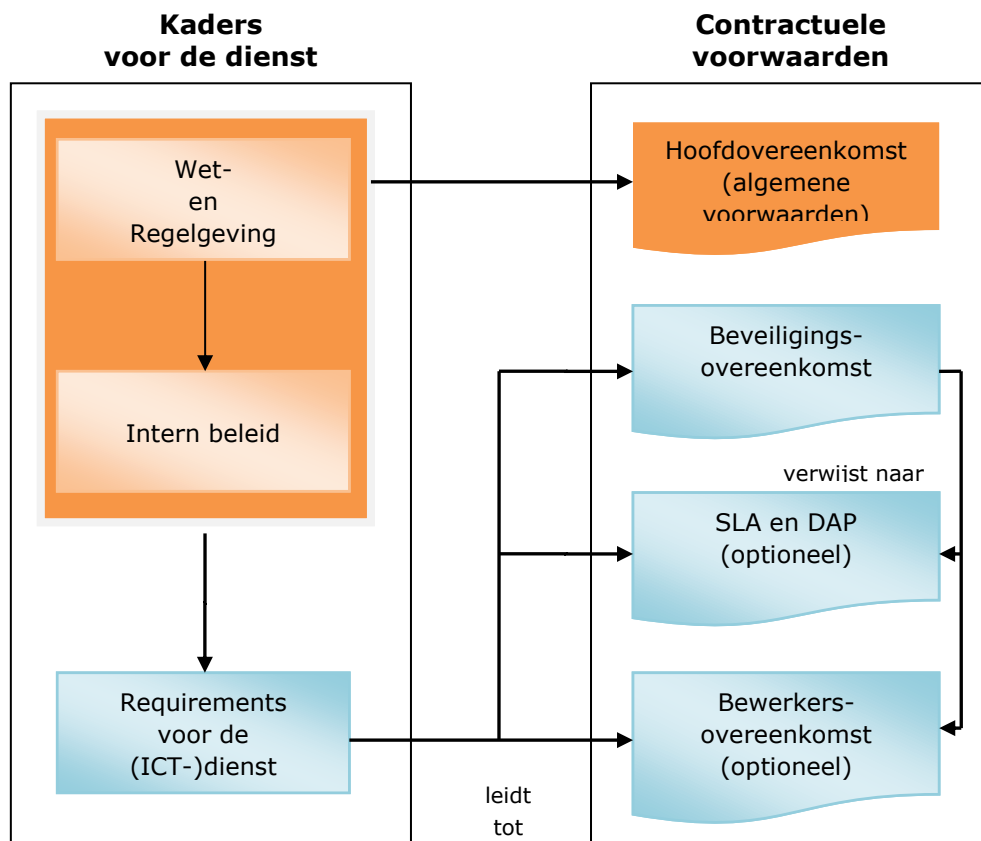 Kaders
voor de dienst
Wet-
en
Regelgeving
Intern beleid
Requirements
voor de
(ICT-)dienst
leidt
tot
Contractuele
voorwaarden
Hoofdovereenkomst
(algemene
voorwaarden)
Beveiligings-
overeenkomst
verwijst naar
SLA en DAP
(optioneel)
Bewerkers-
overeenkomst
(optioneel)